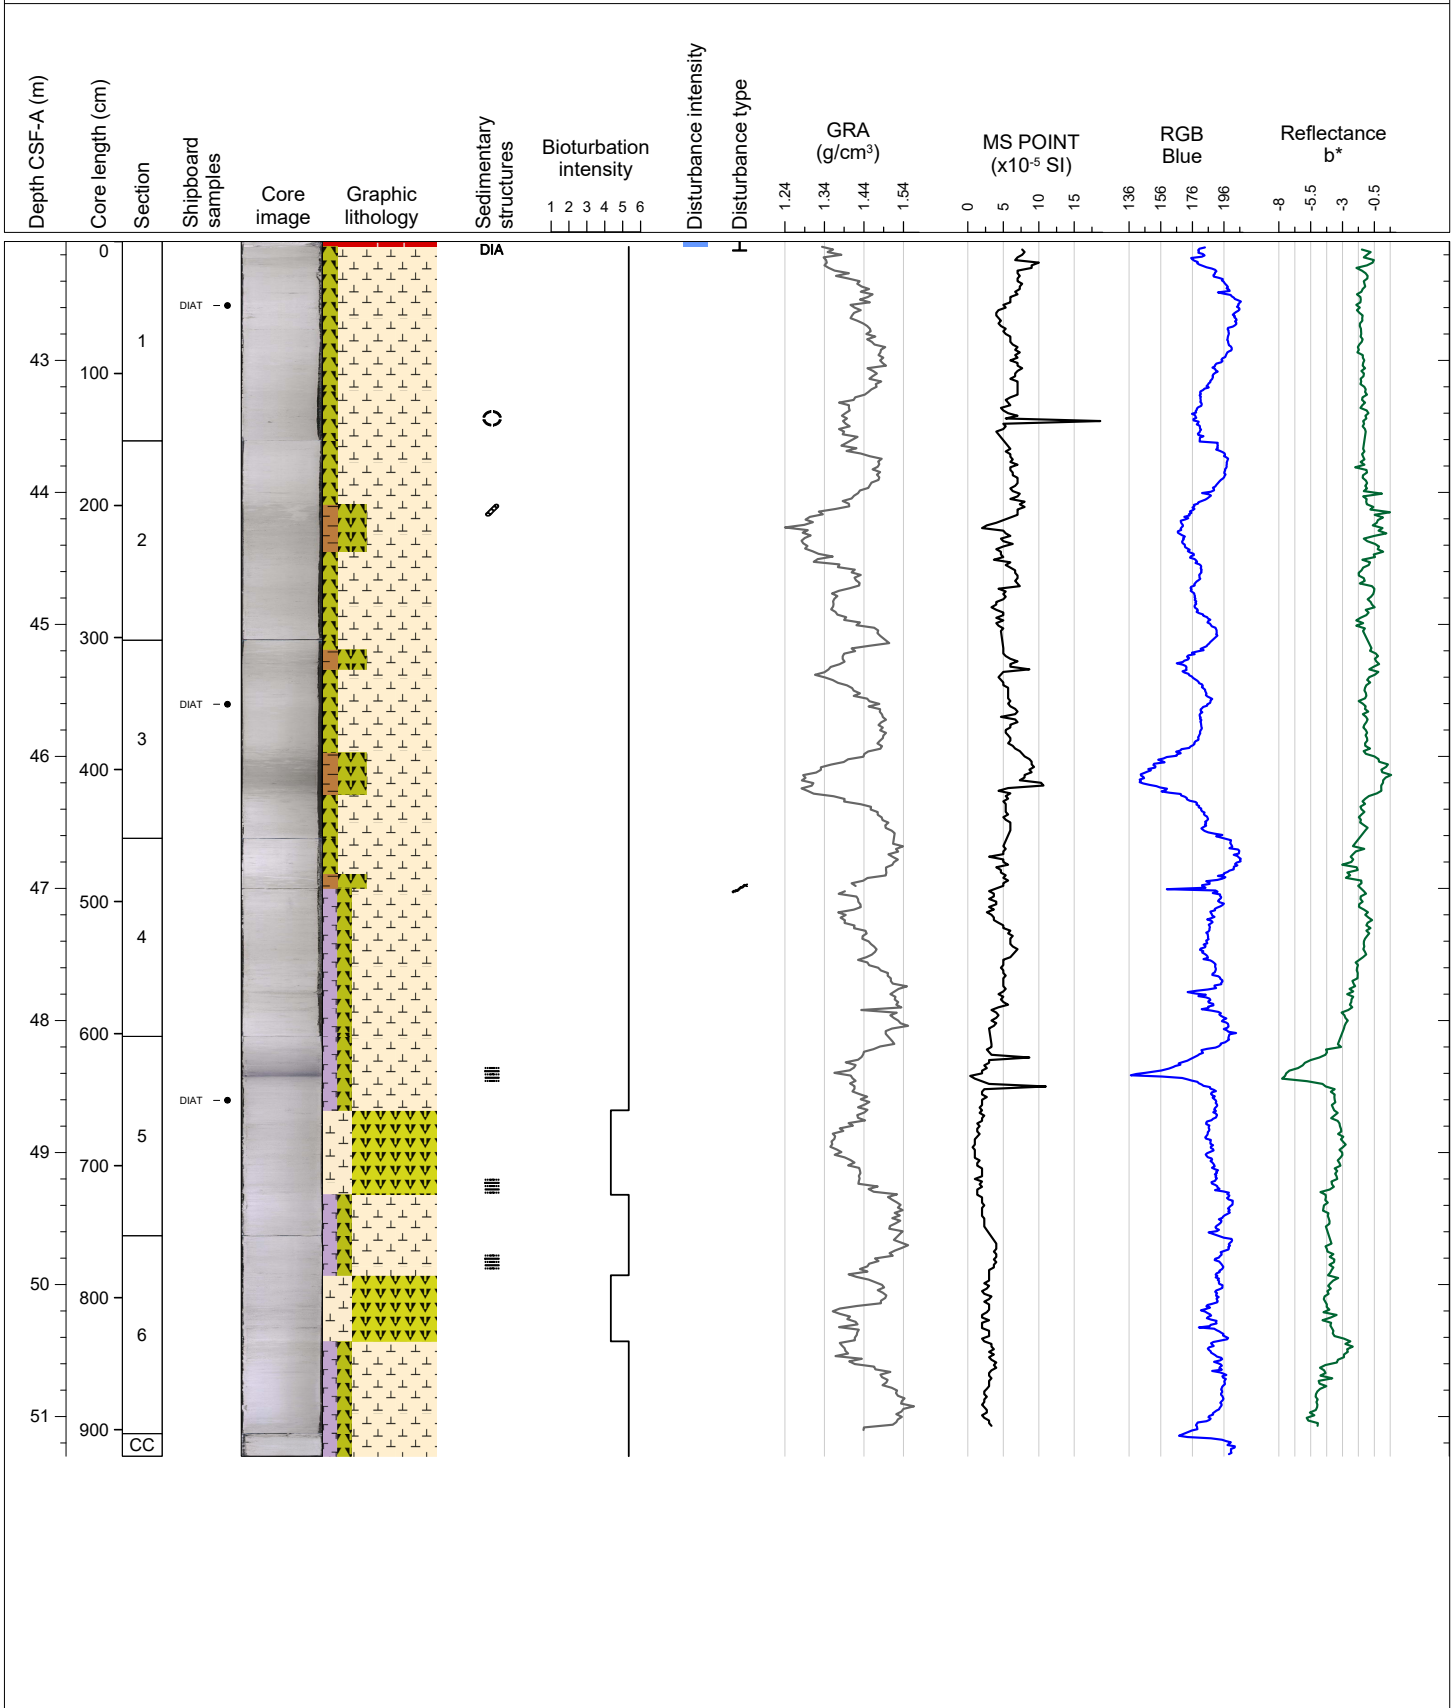 Depth CSF-A (m)
Core length (cm)
Section
Shipboard
samples
Core
image
Graphic
lithology
Sedimentary
structures
Bioturbation
intensity
1 2 3 4 5 6
Disturbance intensity
Disturbance type
GRA
(g/cm³)
1.24 1.34 1.44 1.54
MS POINT
(x10⁻⁵ SI)
0 5 10 15
RGB
Blue
136 156 176 196
Reflectance
b*
-8 -5.5 -3 -0.5
0
DIA
DIAT
1
43
100
44
200
2
45
300
DIAT
3
46
400
47
500
4
48
600
DIAT
5
49
700
50
800
6
51
900
CC